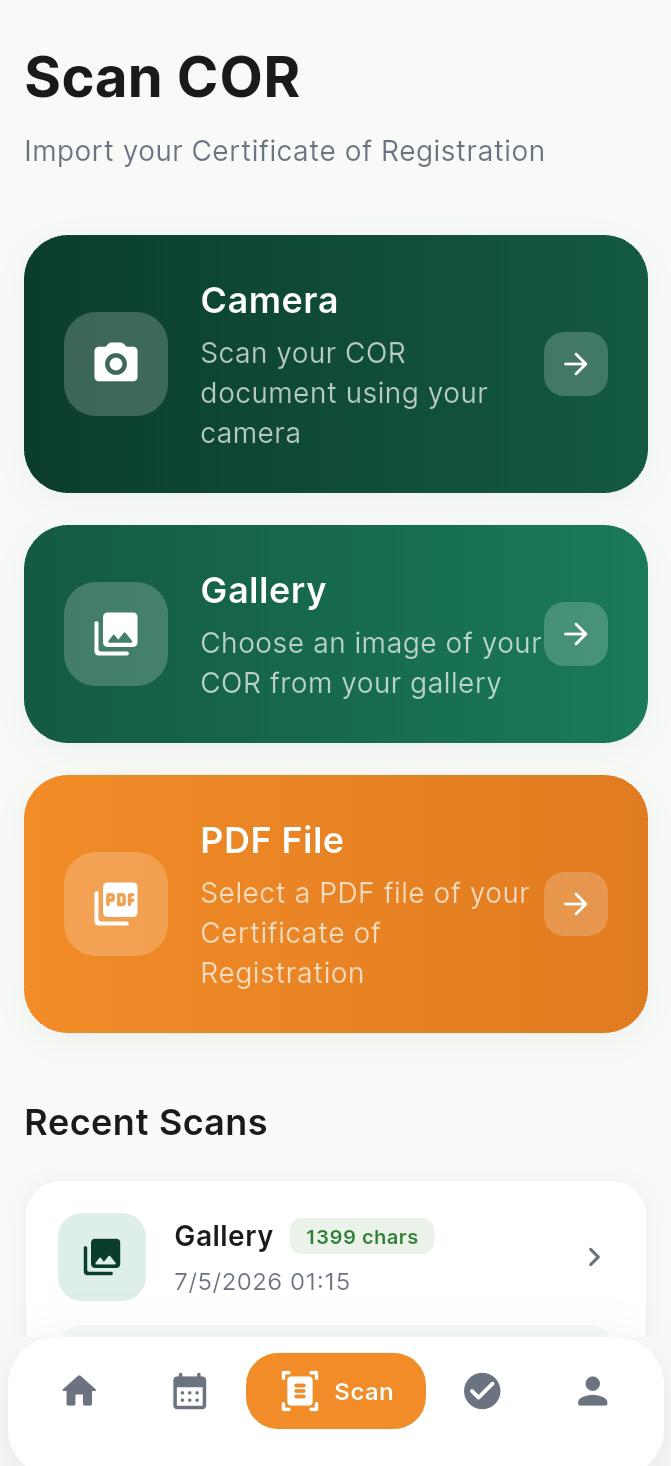 Scan COR
Import your Certificate of Registration
Camera
Scan your COR
document using your
camera
Gallery
Choose an image of your
COR from your gallery
PDF File
PDF
Select a PDF file of your
Certificate of
Registration
Recent Scans
Gallery 1399 chars
7/5/2026 01:15
Scan